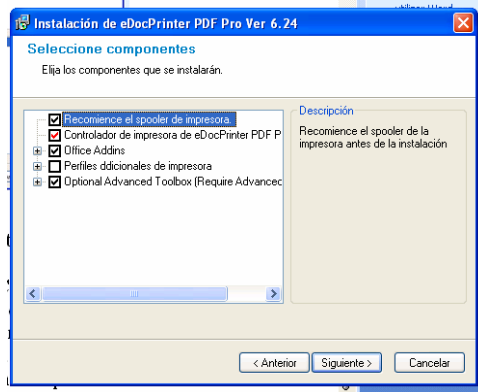 Instalación de eDocPrinter PDF Pro Ver 6.24
Seleccione componentes
Elija los componentes que se instalarán.
Recomience el spooler de impresora.
Controlador de impresora de eDocPrinter PDF P
Office Addins
Perfiles ddicionales de impresora
Optional Advanced Toolbox (Require Advancec
Descripción
Recomience el spooler de la
impresora antes de la instalación
< Anterior
Siguiente >
Cancelar